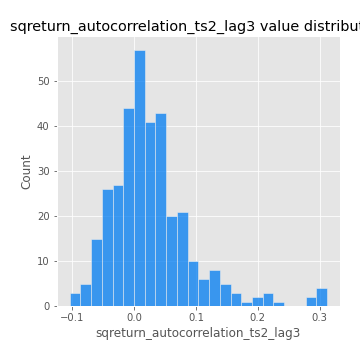 sqreturn_autocorrelation_ts2_lag3 value distribut
50
40
30
20
10
0
Count
−0.1 0.0 0.1 0.2 0.3
sqreturn_autocorrelation_ts2_lag3